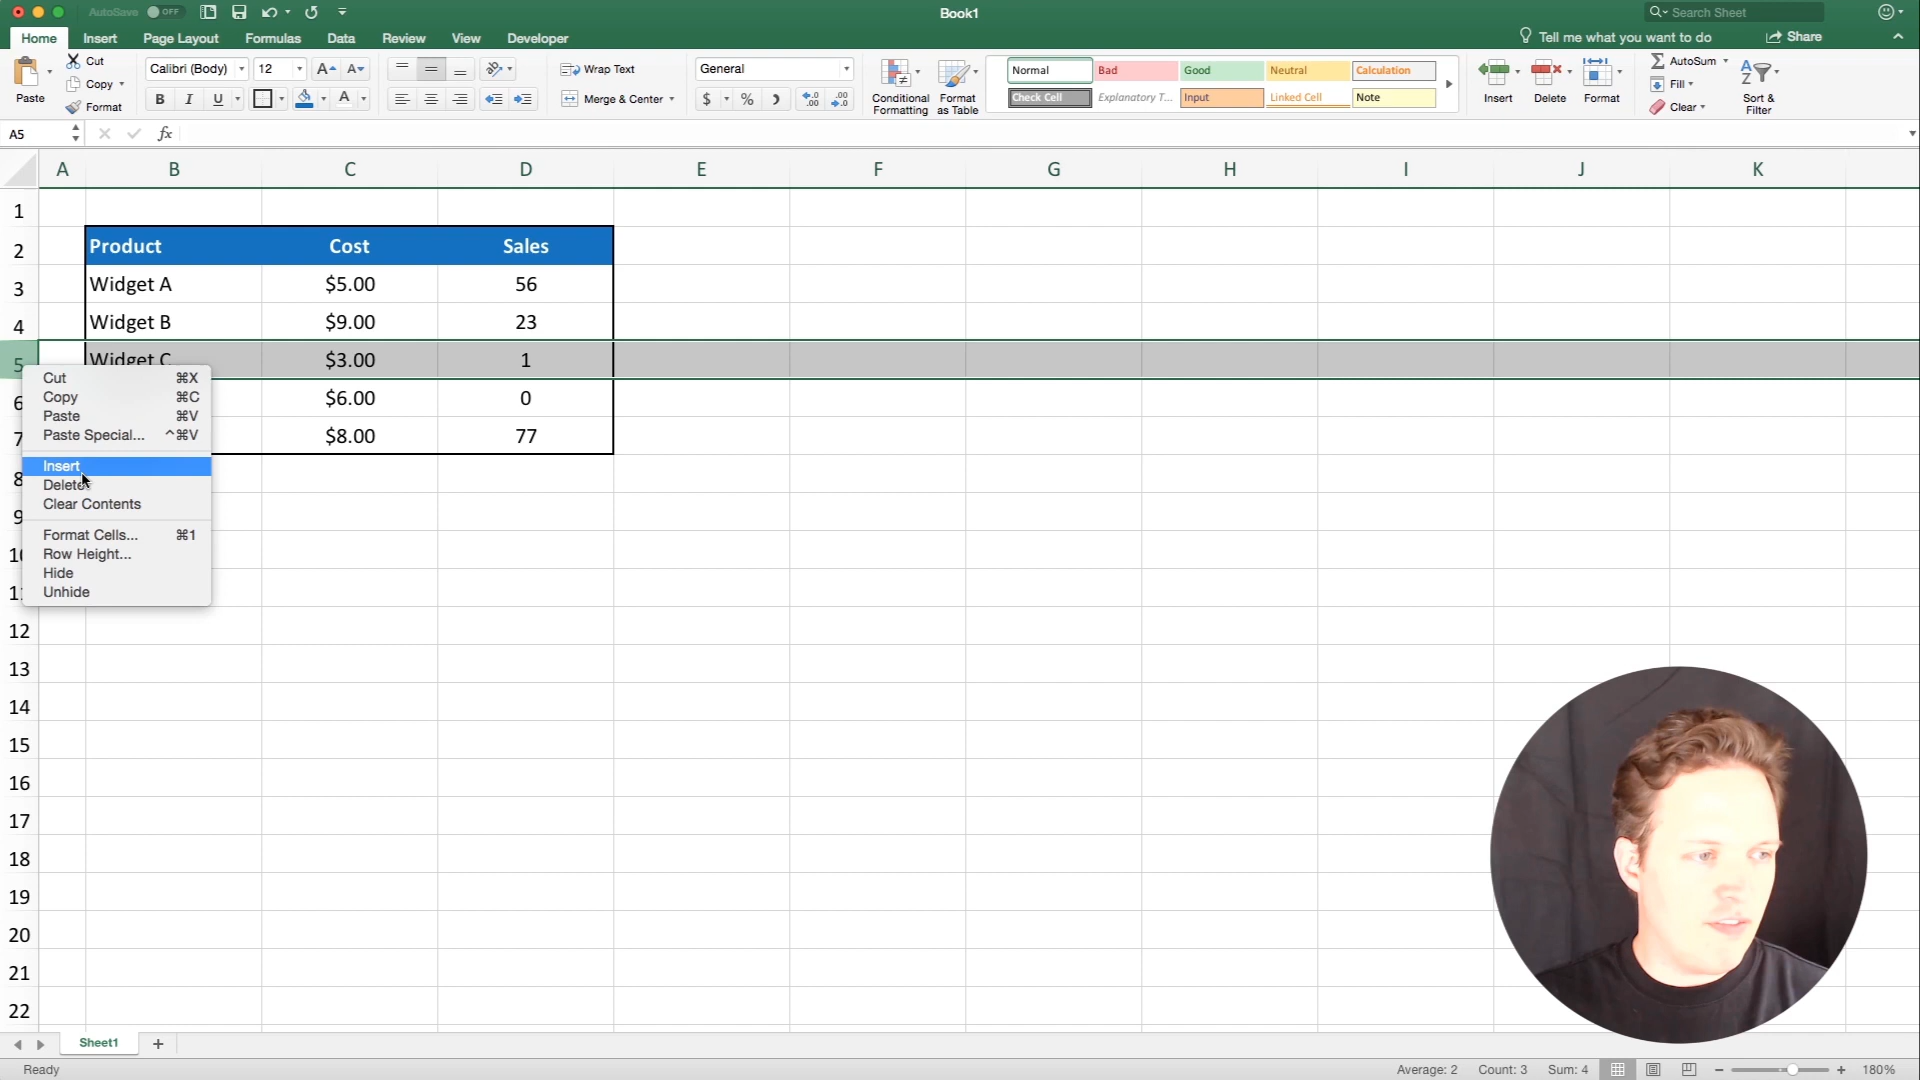 AutoSave OFF
Book1
Search Sheet
Home Insert Page Layout Formulas Data Review View Developer
Tell me what you want to do
Share
Paste
Cut
Copy
Format
Calibri (Body) 12
A A
B I U A
Wrap Text
Merge & Center
General
$ % .0 .00 .00 .0
Conditional Formatting
Format as Table
Normal Bad Good Neutral Calculation
Check Cell Explanatory T... Input Linked Cell Note
Insert Delete Format
AutoSum
Fill
Clear
Sort & Filter
A5 fx
A B C D E F G H I J K
1
2 Product Cost Sales
3 Widget A $5.00 56
4 Widget B $9.00 23
5 Widget C $3.00 1
6 $6.00 0
7 $8.00 77
8
9
10
11
12
13
14
15
16
17
18
19
20
21
22
Cut ⌘X
Copy ⌘C
Paste ⌘V
Paste Special... ^⌘V
Insert
Delete
Clear Contents
Format Cells... ⌘1
Row Height...
Hide
Unhide
Sheet1 +
Ready Average: 2 Count: 3 Sum: 4 180%